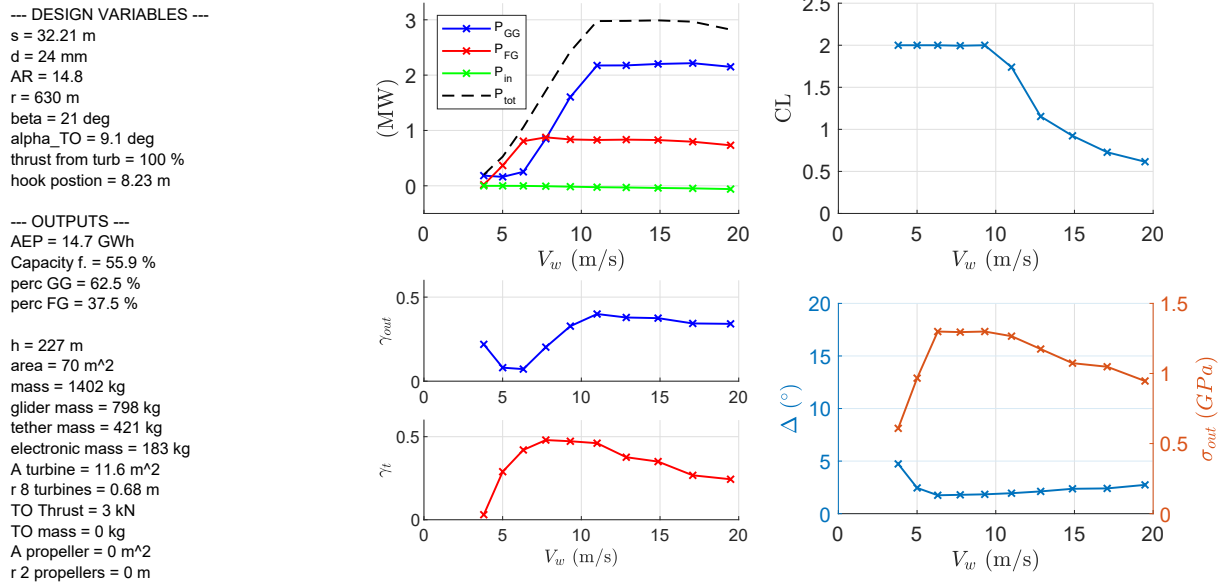 --- DESIGN VARIABLES ---
s = 32.21 m
d = 24 mm
AR = 14.8
r = 630 m
beta = 21 deg
alpha_TO = 9.1 deg
thrust from turb = 100 %
hook postion = 8.23 m
--- OUTPUTS ---
AEP = 14.7 GWh
Capacity f. = 55.9 %
perc GG = 62.5 %
perc FG = 37.5 %
h = 227 m
area = 70 m^2
mass = 1402 kg
glider mass = 798 kg
tether mass = 421 kg
electronic mass = 183 kg
A turbine = 11.6 m^2
r 8 turbines = 0.68 m
TO Thrust = 3 kN
TO mass = 0 kg
A propeller = 0 m^2
r 2 propellers = 0 m
(MW)
3
2
1
0
P_GG
P_FG
P_in
P_tot
0 5 10 15 20
V_w (m/s)
CL
2.5
2
1.5
1
0.5
0
0 5 10 15 20
V_w (m/s)
γ_out
0.5
0
0 5 10 15 20
γ_t
0.5
0
0 5 10 15 20
V_w (m/s)
Δ (°)
20
15
10
5
0
0 5 10 15 20
V_w (m/s)
1.5
1
0.5
0
σ_out (GPa)